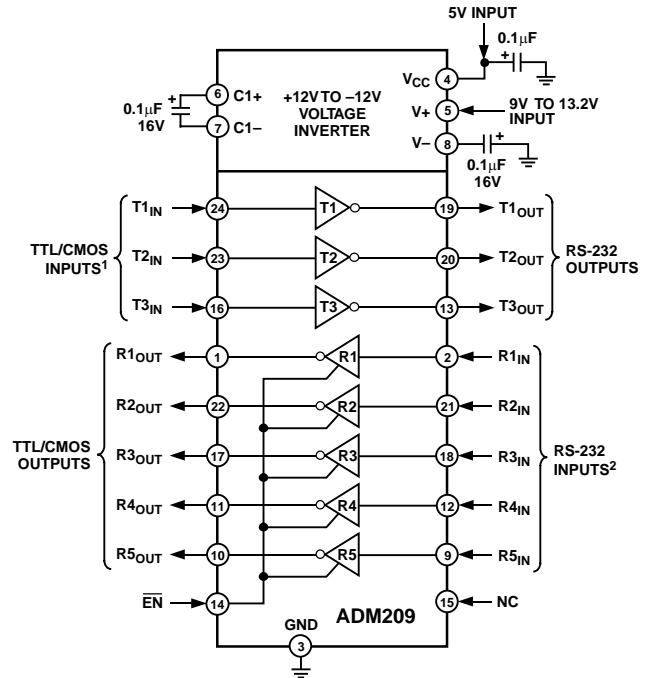 5V INPUT
0.1μF
+
VCC
4
6
C1+
+12V TO –12V
VOLTAGE
INVERTER
+
0.1μF
16V
7
C1–
V+
5
9V TO 13.2V
INPUT
V–
8
+
0.1μF
16V
TTL/CMOS
INPUTS1
T1IN
24
T1
19
T1OUT
T2IN
23
T2
20
T2OUT
T3IN
16
T3
13
T3OUT
RS-232
OUTPUTS
TTL/CMOS
OUTPUTS
R1OUT
1
R1
2
R1IN
R2OUT
22
R2
21
R2IN
R3OUT
17
R3
18
R3IN
R4OUT
11
R4
12
R4IN
R5OUT
10
R5
9
R5IN
RS-232
INPUTS2
EN
14
ADM209
15
NC
GND
3